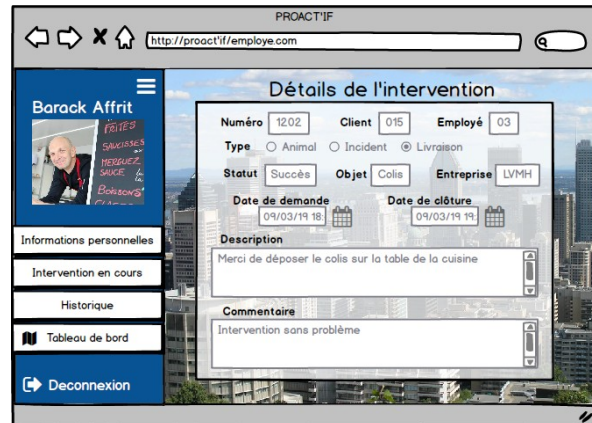 PROACT'IF
http://proact'if/employe.com
Barack Affrit
FRITES
SAUCISSES
MERGUEZ
SAUCE
BOISSONS
Informations personnelles
Intervention en cours
Historique
Tableau de bord
Deconnexion
Détails de l'intervention
Numéro 1202 Client 015 Employé 03
Type Animal Incident Livraison
Statut Succès Objet Colis Entreprise LVMH
Date de demande Date de clôture
09/03/19 18: 09/03/19 19:
Description
Merci de déposer le colis sur la table de la cuisine
Commentaire
Intervention sans problème